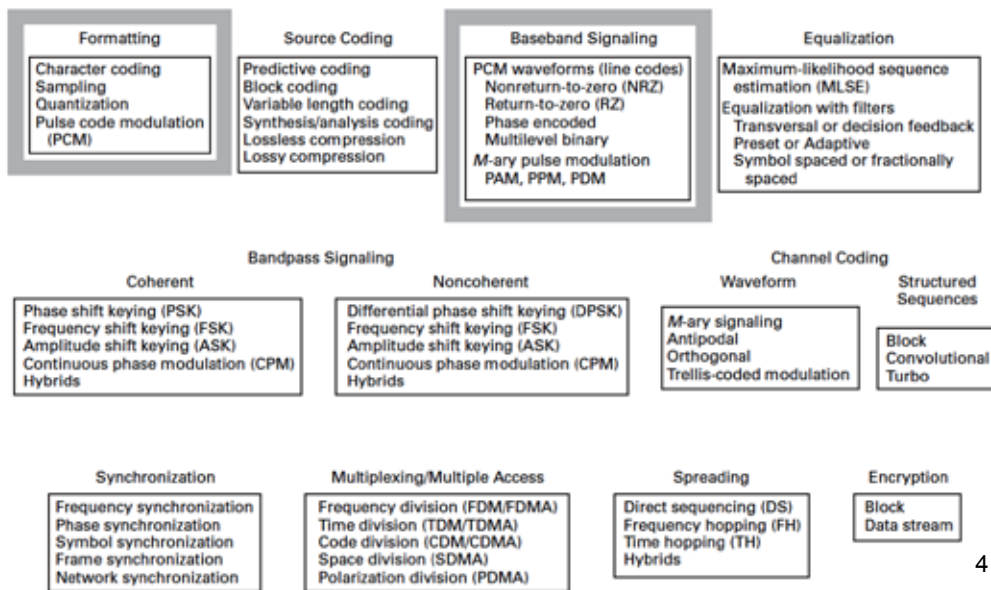 Formatting
Character coding
Sampling
Quantization
Pulse code modulation
(PCM)
Source Coding
Predictive coding
Block coding
Variable length coding
Synthesis/analysis coding
Lossless compression
Lossy compression
Baseband Signaling
PCM waveforms (line codes)
Nonreturn-to-zero (NRZ)
Return-to-zero (RZ)
Phase encoded
Multilevel binary
M-ary pulse modulation
PAM, PPM, PDM
Equalization
Maximum-likelihood sequence
estimation (MLSE)
Equalization with filters
Transversal or decision feedback
Preset or Adaptive
Symbol spaced or fractionally
spaced
Bandpass Signaling
Coherent
Phase shift keying (PSK)
Frequency shift keying (FSK)
Amplitude shift keying (ASK)
Continuous phase modulation (CPM)
Hybrids
Noncoherent
Differential phase shift keying (DPSK)
Frequency shift keying (FSK)
Amplitude shift keying (ASK)
Continuous phase modulation (CPM)
Hybrids
Channel Coding
Waveform
M-ary signaling
Antipodal
Orthogonal
Trellis-coded modulation
Structured
Sequences
Block
Convolutional
Turbo
Synchronization
Frequency synchronization
Phase synchronization
Symbol synchronization
Frame synchronization
Network synchronization
Multiplexing/Multiple Access
Frequency division (FDM/FDMA)
Time division (TDM/TDMA)
Code division (CDM/CDMA)
Space division (SDMA)
Polarization division (PDMA)
Spreading
Direct sequencing (DS)
Frequency hopping (FH)
Time hopping (TH)
Hybrids
Encryption
Block
Data stream
4